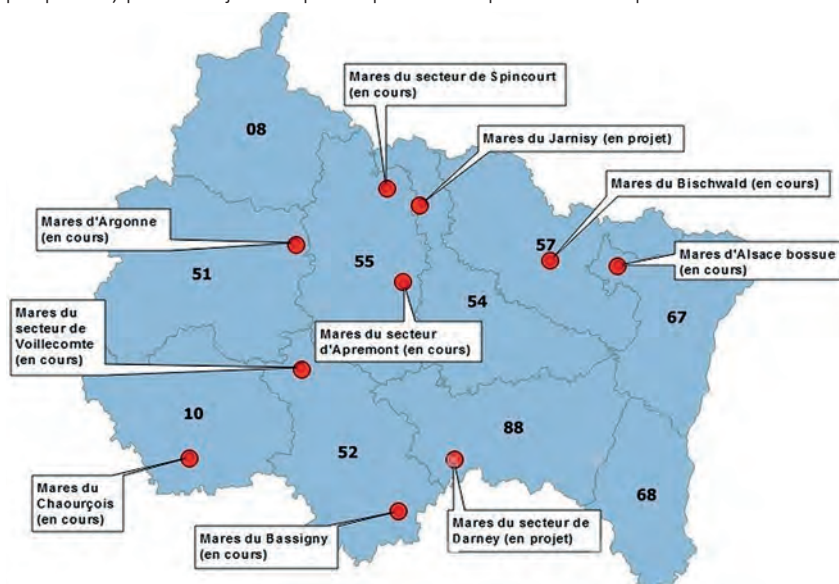 Mares du secteur de Spincourt
(en cours)
08
Mares du Jarnisy (en projet)
Mares du Bischwald (en cours)
Mares d'Argonne
(en cours)
57
Mares d'Alsace bossue
(en cours)
55
51
54
67
Mares du
secteur de
Voillecomte
(en cours)
Mares du secteur
d'Apremont (en cours)
10
88
52
68
Mares du
Chaourçois
(en cours)
Mares du Bassigny
(en cours)
Mares du secteur de
Darney (en projet)